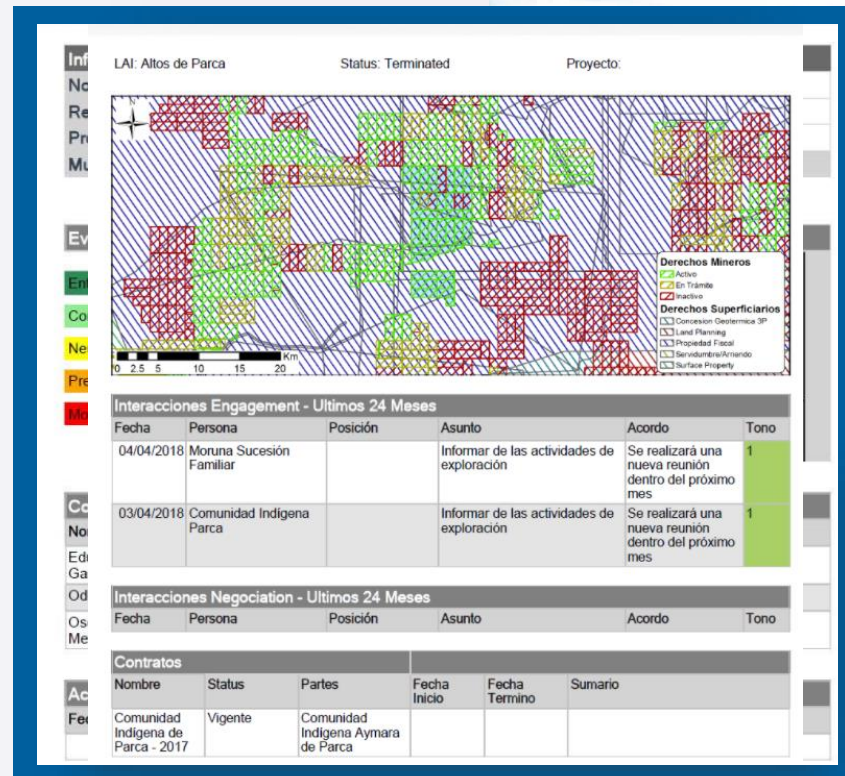 LAI: Altos de Parca Status: Terminated Proyecto:
N
Km
0 2.5 5 10 15 20
Derechos Mineros
Activo
En Trámite
Inactivo
Derechos Superficiarios
Concesion Geotermica 3P
Land Planning
Propiedad Fiscal
Servidumbre/Arriendo
Surface Property
Interacciones Engagement - Ultimos 24 Meses
Fecha Persona Posición Asunto Acordo Tono
04/04/2018 Moruna Sucesión Informar de las actividades de Se realizará una 1
Familiar exploración nueva reunión
dentro del próximo
mes
03/04/2018 Comunidad Indígena Informar de las actividades de Se realizará una 1
Parca exploración nueva reunión
dentro del próximo
mes
Interacciones Negociation - Ultimos 24 Meses
Fecha Persona Posición Asunto Acordo Tono
Contratos
Nombre Status Partes Fecha Fecha Sumario
Inicio Termino
Comunidad Vigente Comunidad
Indígena de Indígena Aymara
Parca - 2017 de Parca